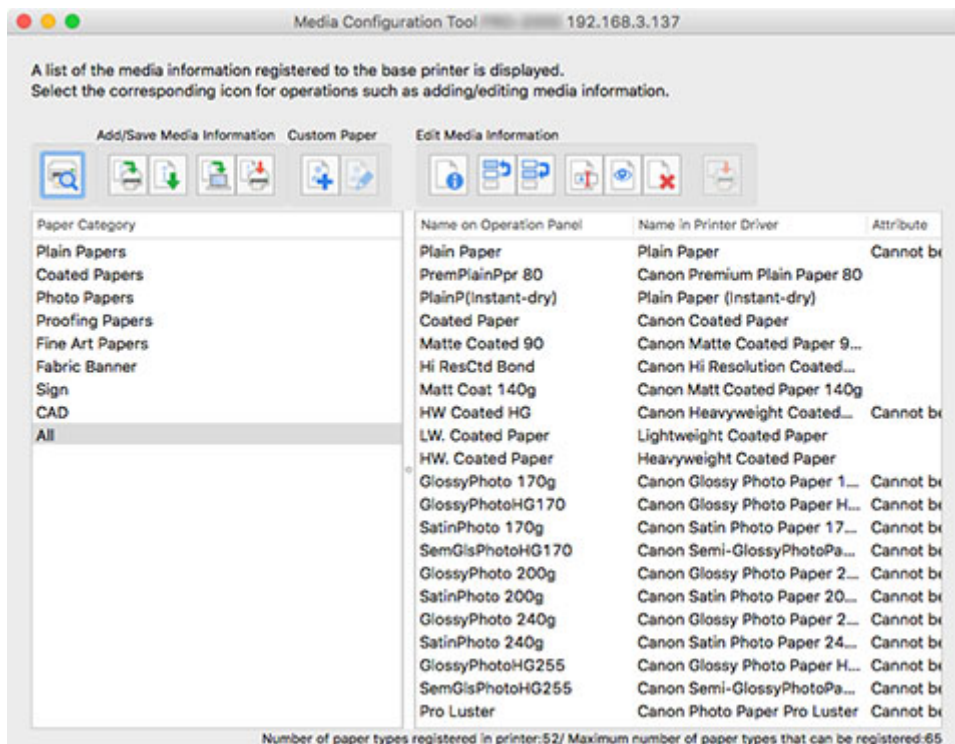 Media Configuration Tool 192.168.3.137
A list of the media information registered to the base printer is displayed.
Select the corresponding icon for operations such as adding/editing media information.
Add/Save Media Information Custom Paper Edit Media Information
Paper Category
Plain Papers
Coated Papers
Photo Papers
Proofing Papers
Fine Art Papers
Fabric Banner
Sign
CAD
All
Name on Operation Panel Name in Printer Driver Attribute
Plain Paper Plain Paper Cannot be
PremPlainPpr 80 Canon Premium Plain Paper 80
PlainP(Instant-dry) Plain Paper (Instant-dry)
Coated Paper Canon Coated Paper
Matte Coated 90 Canon Matte Coated Paper 9...
Hi ResCtd Bond Canon Hi Resolution Coated...
Matt Coat 140g Canon Matt Coated Paper 140g
HW Coated HG Canon Heavyweight Coated... Cannot be
LW. Coated Paper Lightweight Coated Paper
HW. Coated Paper Heavyweight Coated Paper
GlossyPhoto 170g Canon Glossy Photo Paper 1... Cannot be
GlossyPhotoHG170 Canon Glossy Photo Paper H... Cannot be
SatinPhoto 170g Canon Satin Photo Paper 17... Cannot be
SemGlsPhotoHG170 Canon Semi-GlossyPhotoPa... Cannot be
GlossyPhoto 200g Canon Glossy Photo Paper 2... Cannot be
SatinPhoto 200g Canon Satin Photo Paper 20... Cannot be
GlossyPhoto 240g Canon Glossy Photo Paper 2... Cannot be
SatinPhoto 240g Canon Satin Photo Paper 24... Cannot be
GlossyPhotoHG255 Canon Glossy Photo Paper H... Cannot be
SemGlsPhotoHG255 Canon Semi-GlossyPhotoPa... Cannot be
Pro Luster Canon Photo Paper Pro Luster Cannot be
Number of paper types registered in printer:52/ Maximum number of paper types that can be registered:65